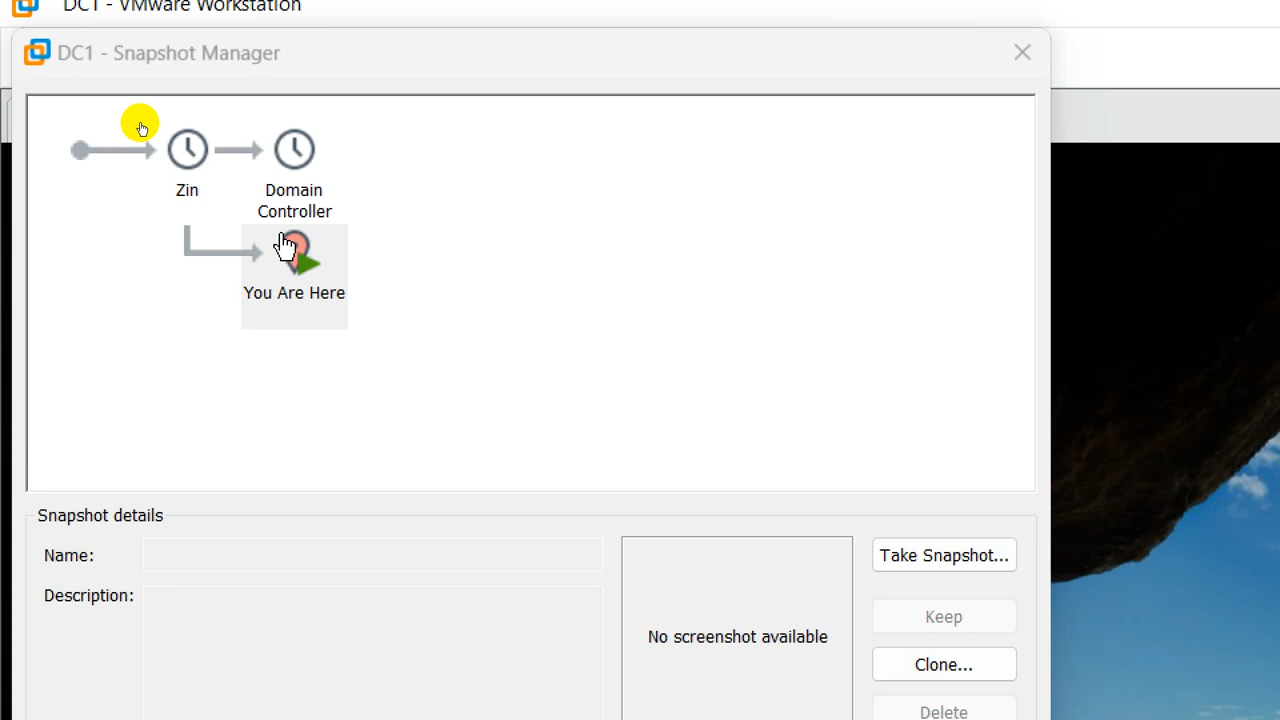 DC1 - VMware Workstation
DC1 - Snapshot Manager
Zin
Domain
Controller
You Are Here
Snapshot details
Name:
Take Snapshot...
Description:
Keep
No screenshot available
Clone...
Delete